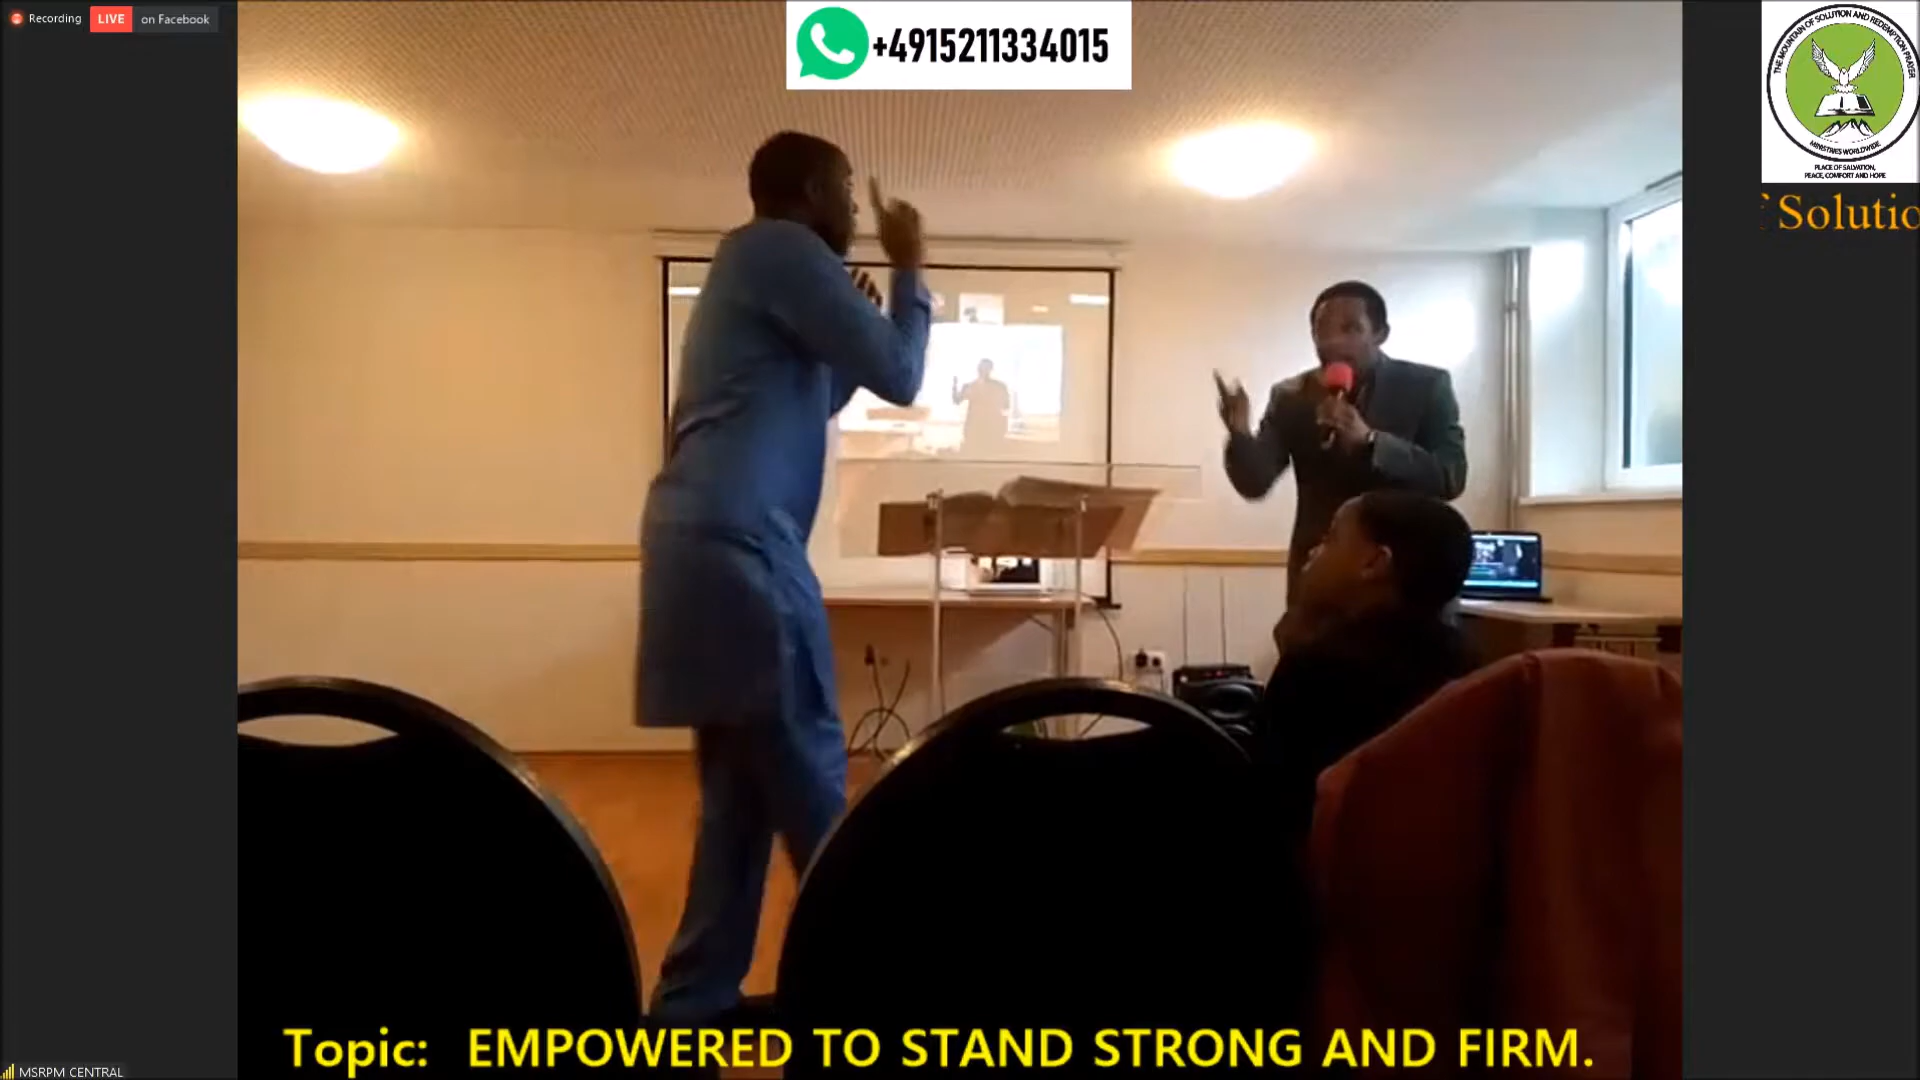 Recording LIVE on Facebook
+4915211334015
THE MOUNTAIN OF SOLUTION AND REDEMPTION PRAYER
MINISTRIES WORLDWIDE
PLACE OF SALVATION,
PEACE, COMFORT AND HOPE
Solutio
Topic: EMPOWERED TO STAND STRONG AND FIRM.
MSRPM CENTRAL